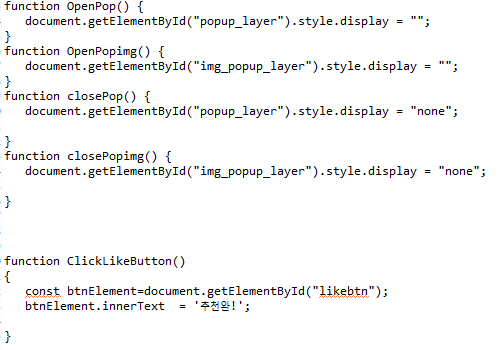 function OpenPop() {
document.getElementById("popup_layer").style.display = "";
}
function OpenPopimg() {
document.getElementById("img_popup_layer").style.display = "";
}
function closePop() {
document.getElementById("popup_layer").style.display = "none";
}
function closePopimg() {
document.getElementById("img_popup_layer").style.display = "none";
}
function ClickLikeButton()
{
const btnElement=document.getElementById("likebtn");
btnElement.innerText  = '추천완!';
}